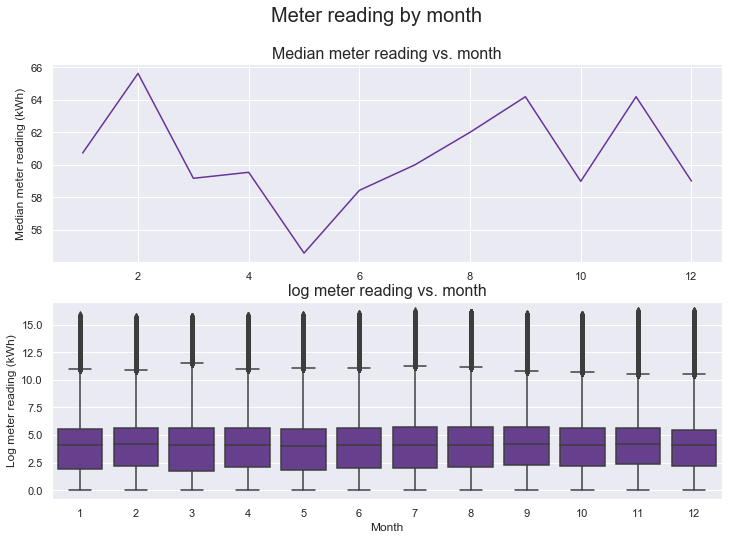 Meter reading by month
Median meter reading vs. month
Median meter reading (kWh)
66
64
62
60
58
56
2 4 6 8 10 12
log meter reading vs. month
Log meter reading (kWh)
15.0
12.5
10.0
7.5
5.0
2.5
0.0
1 2 3 4 5 6 7 8 9 10 11 12
Month